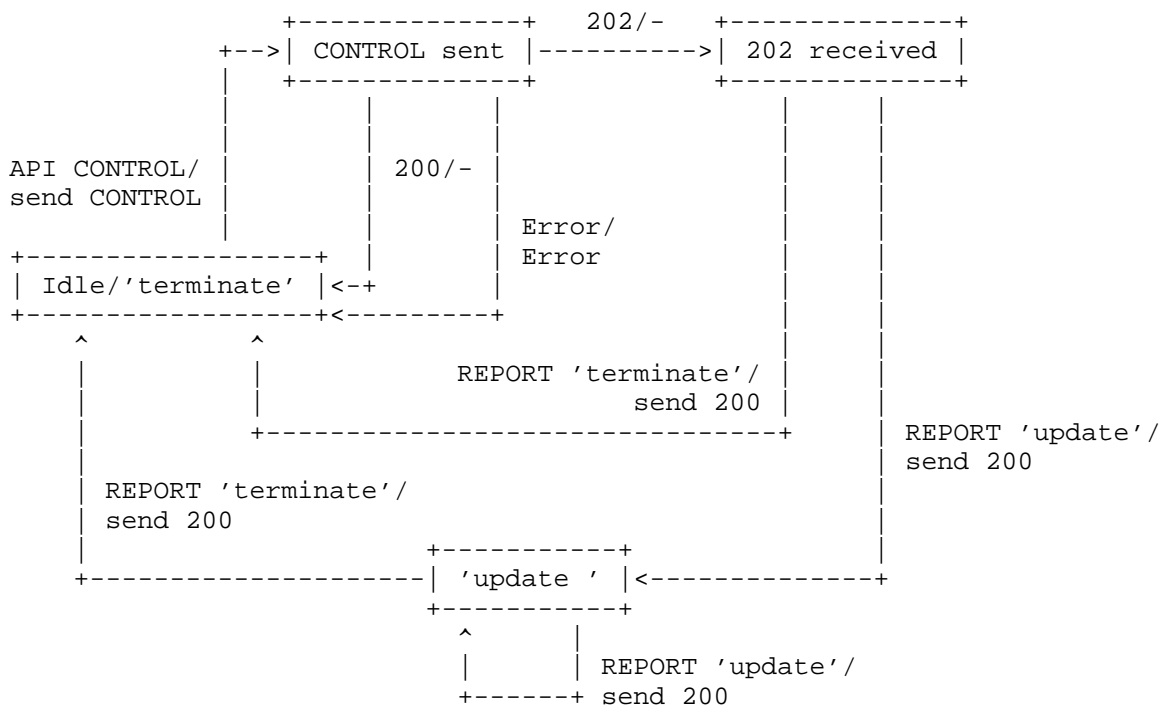 202/-
CONTROL sent
202 received
API CONTROL/
send CONTROL
200/-
Error/
Error
Idle/'terminate'
REPORT 'terminate'/
send 200
REPORT 'update'/
send 200
REPORT 'terminate'/
send 200
'update '
REPORT 'update'/
send 200